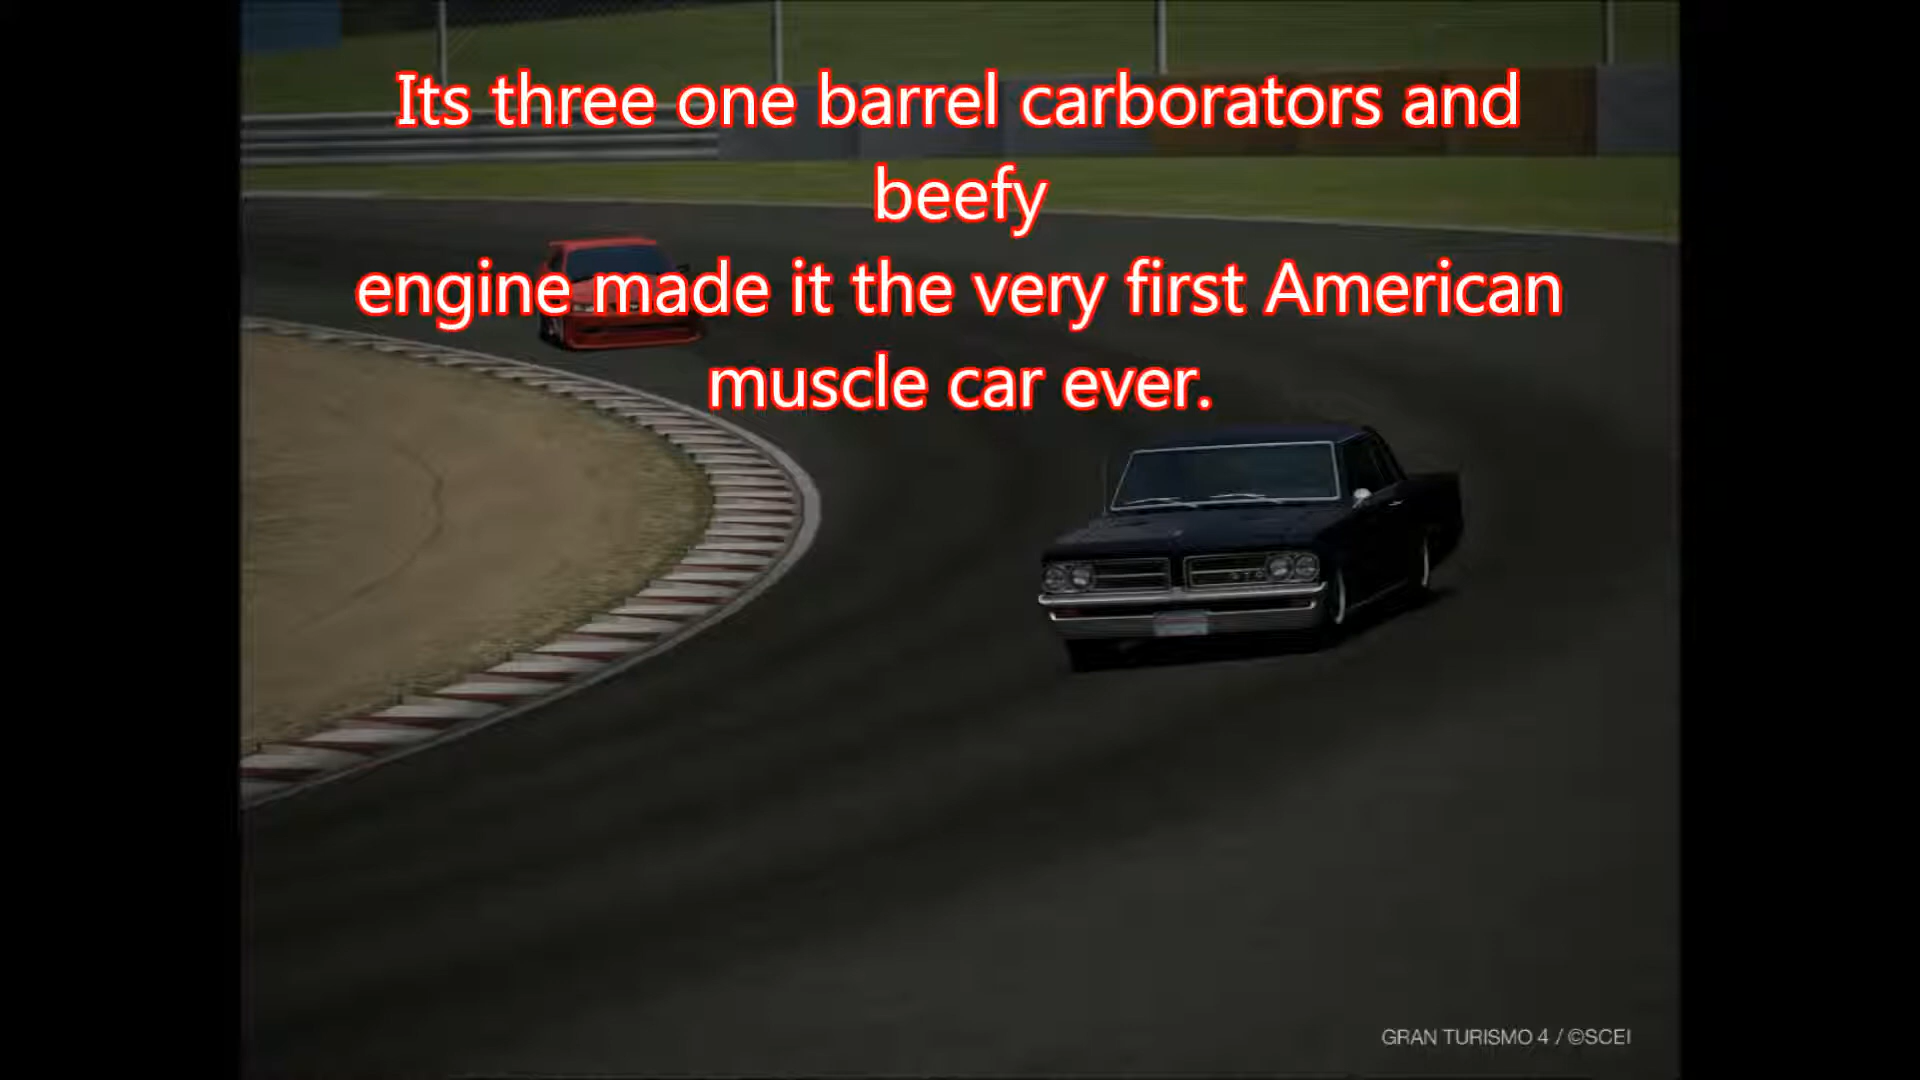 Its three one barrel carborators and
beefy
engine made it the very first American
muscle car ever.
GTO
GRAN TURISMO 4 / ©SCEI